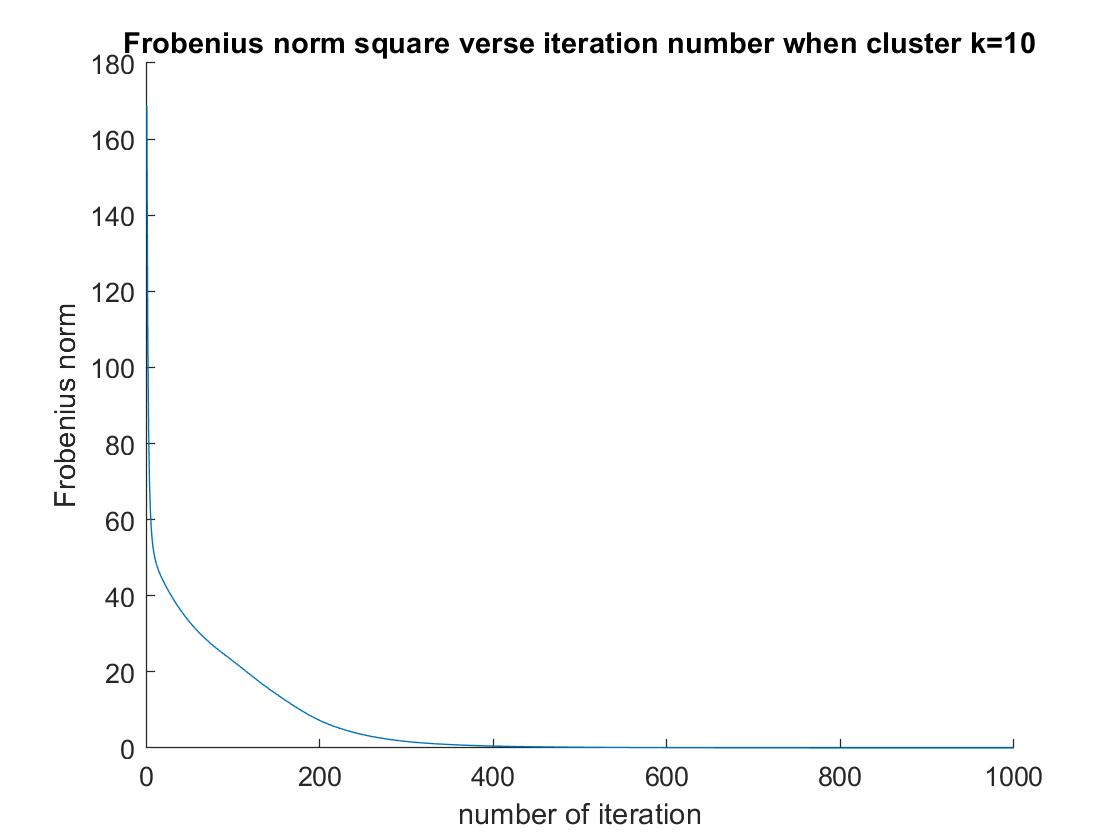 Frobenius norm square verse iteration number when cluster k=10
180
160
140
120
100
80
60
40
20
0
Frobenius norm
0 200 400 600 800 1000
number of iteration